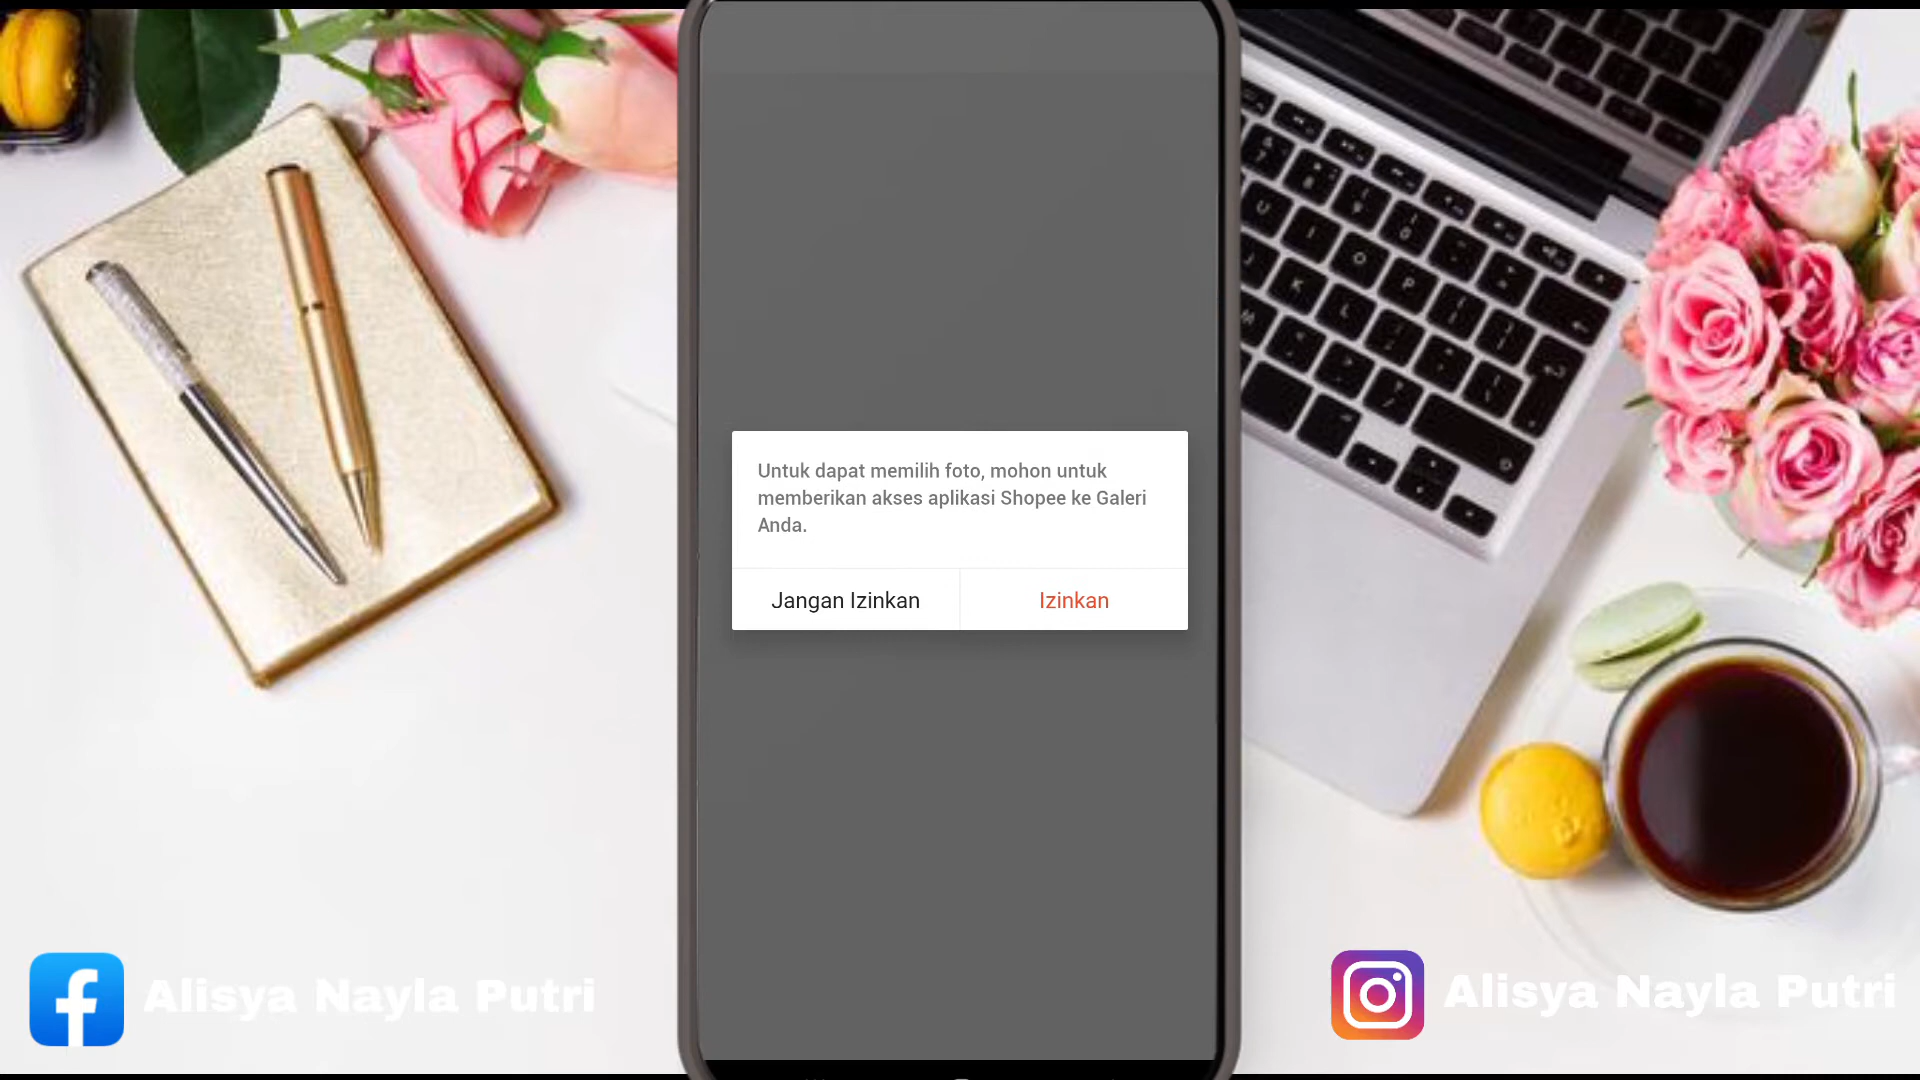 Untuk dapat memilih foto, mohon untuk
memberikan akses aplikasi Shopee ke Galeri
Anda.
Jangan Izinkan
Izinkan
Alisya Nayla Putri
Alisya Nayla Putri